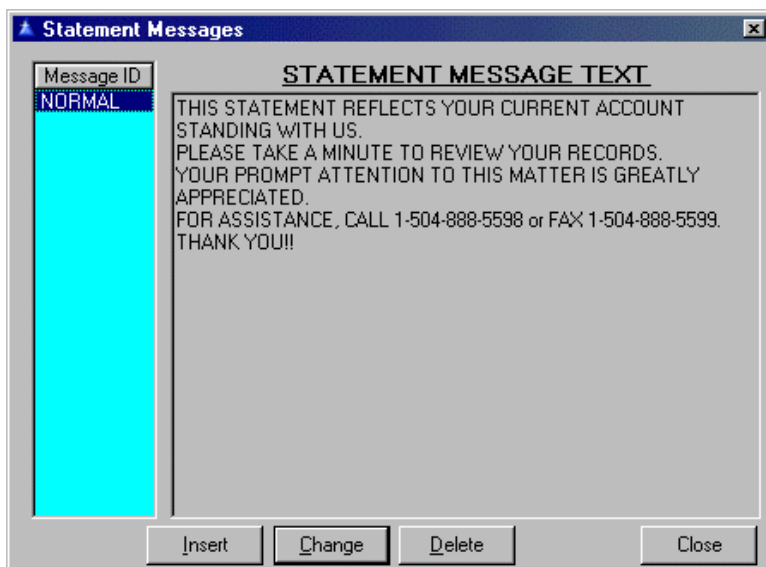 Statement Messages
Message ID
NORMAL
STATEMENT MESSAGE TEXT
THIS STATEMENT REFLECTS YOUR CURRENT ACCOUNT
STANDING WITH US.
PLEASE TAKE A MINUTE TO REVIEW YOUR RECORDS.
YOUR PROMPT ATTENTION TO THIS MATTER IS GREATLY
APPRECIATED.
FOR ASSISTANCE, CALL 1-504-888-5598 or FAX 1-504-888-5599.
THANK YOU!!
Insert Change Delete Close